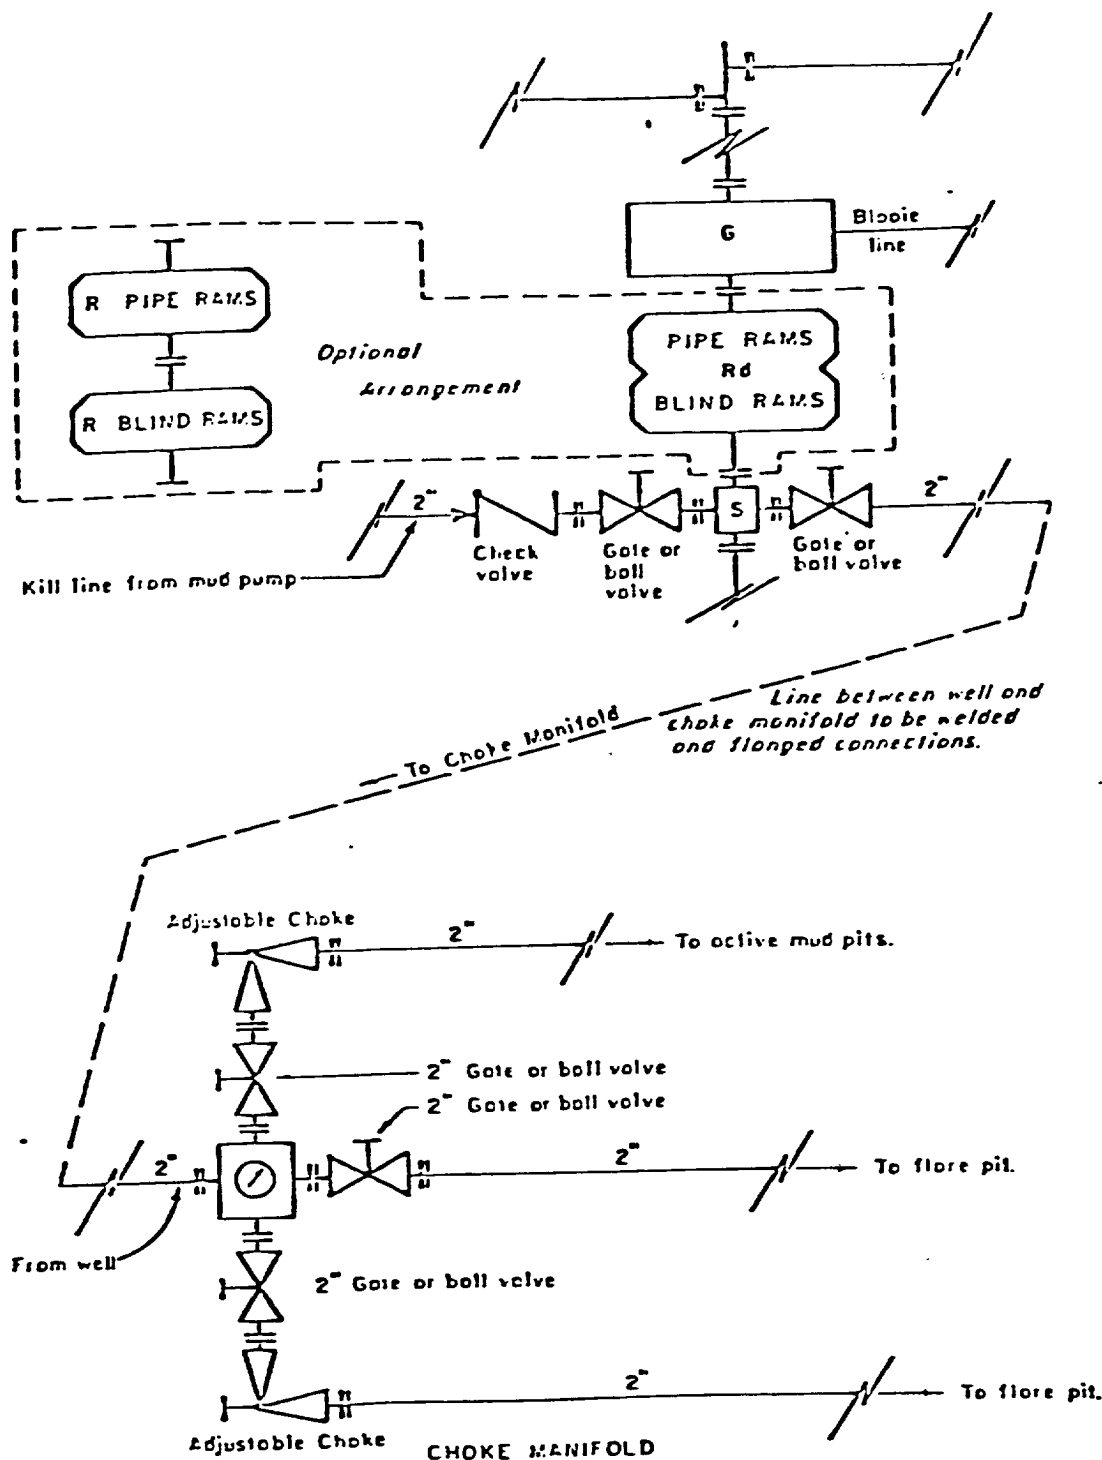 G
Blooie
line
R PIPE RAMS
Optional
Arrangement
R BLIND RAMS
PIPE RAMS
Rd
BLIND RAMS
2"
S
2"
Check
valve
Gate or
ball
valve
Gate or
ball valve
Kill line from mud pump
Line between well and
choke manifold to be welded
and flanged connections.
To Choke Manifold
Adjustable Choke
2"
To active mud pits.
2" Gate or ball valve
2" Gate or ball valve
2"
2"
To flare pit.
From well
2" Gate or ball valve
2"
To flare pit.
Adjustable Choke
CHOKE MANIFOLD